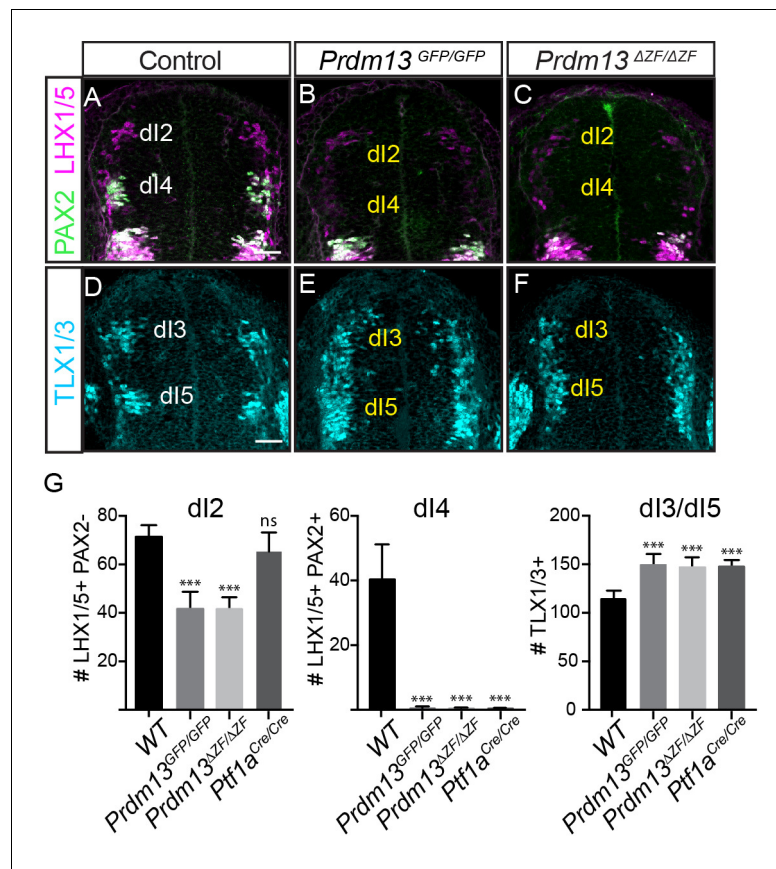 Control
Prdm13 GFP/GFP
Prdm13 ΔZF/ΔZF
PAX2 LHX1/5
A
dI2
dI4
B
dI2
dI4
C
dI2
dI4
TLX1/3
D
dI3
dI5
E
dI3
dI5
F
dI3
dI5
G
dI2
# LHX1/5+ PAX2-
80
60
40
20
***
***
ns
WT
Prdm13GFP/GFP
Prdm13ΔZF/ΔZF
Ptf1aCre/Cre
dI4
# LHX1/5+ PAX2+
60
40
20
***
***
***
WT
Prdm13GFP/GFP
Prdm13ΔZF/ΔZF
Ptf1aCre/Cre
dI3/dI5
# TLX1/3+
200
150
100
50
0
***
***
***
WT
Prdm13GFP/GFP
Prdm13ΔZF/ΔZF
Ptf1aCre/Cre